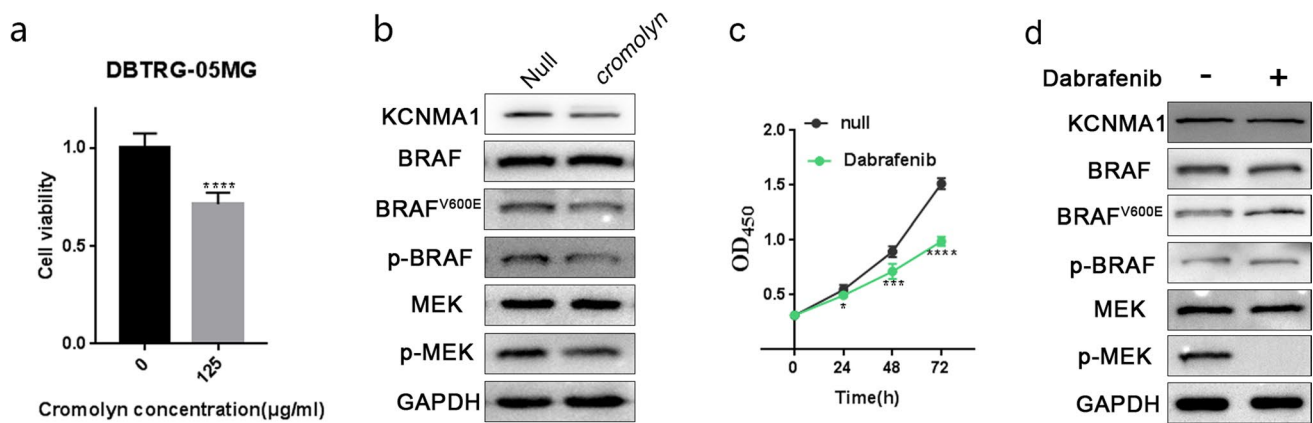 a
DBTRG-05MG
Cell viability
1.0
0.5
0.0
0
125
****
Cromolyn concentration(μg/ml)
b
Null
cromolyn
KCNMA1
BRAF
BRAFV600E
p-BRAF
MEK
p-MEK
GAPDH
c
null
Dabrafenib
OD450
2.0
1.5
1.0
0.5
*
***
****
0
24
48
72
Time(h)
d
Dabrafenib - +
KCNMA1
BRAF
BRAFV600E
p-BRAF
MEK
p-MEK
GAPDH